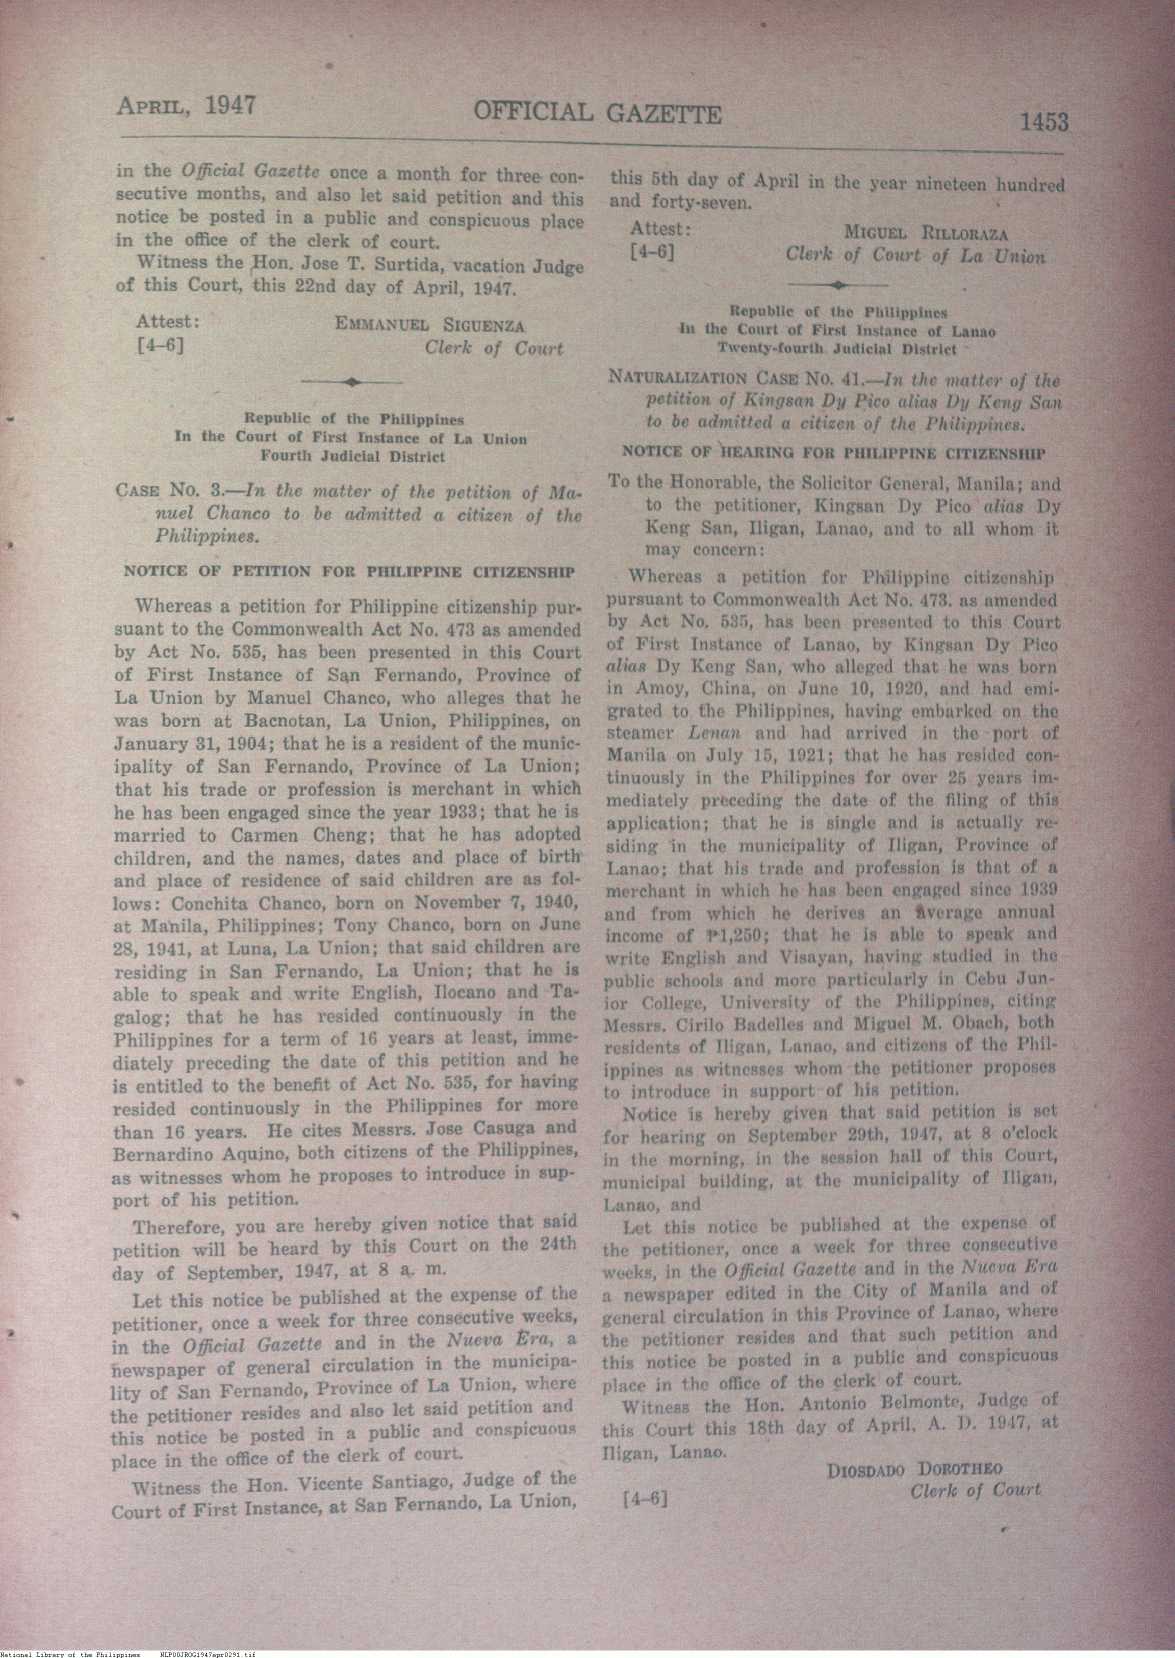 APRIL, 1947
OFFICIAL GAZETTE
1453
in the Official Gazette once a month for three con-
secutive months, and also let said petition and this
notice be posted in a public and conspicuous place
in the office of the clerk of court.
Witness the Hon. Jose T. Surtida, vacation Judge
of this Court, this 22nd day of April, 1947.
Attest: EMMANUEL SIGUENZA
[4–6] Clerk of Court
Republic of the Philippines
In the Court of First Instance of La Union
Fourth Judicial District
CASE NO. 3.—In the matter of the petition of Ma-
nuel Chanco to be admitted a citizen of the
Philippines.
NOTICE OF PETITION FOR PHILIPPINE CITIZENSHIP
Whereas a petition for Philippine citizenship pur-
suant to the Commonwealth Act No. 473 as amended
by Act No. 535, has been presented in this Court
of First Instance of San Fernando, Province of
La Union by Manuel Chanco, who alleges that he
was born at Bacnotan, La Union, Philippines, on
January 31, 1904; that he is a resident of the munic-
ipality of San Fernando, Province of La Union;
that his trade or profession is merchant in which
he has been engaged since the year 1933; that he is
married to Carmen Cheng; that he has adopted
children, and the names, dates and place of birth
and place of residence of said children are as fol-
lows: Conchita Chanco, born on November 7, 1940,
at Manila, Philippines; Tony Chanco, born on June
28, 1941, at Luna, La Union; that said children are
residing in San Fernando, La Union; that he is
able to speak and write English, Ilocano and Ta-
galog; that he has resided continuously in the
Philippines for a term of 16 years at least, imme-
diately preceding the date of this petition and he
is entitled to the benefit of Act No. 535, for having
resided continuously in the Philippines for more
than 16 years. He cites Messrs. Jose Casuga and
Bernardino Aquino, both citizens of the Philippines,
as witnesses whom he proposes to introduce in sup-
port of his petition.
Therefore, you are hereby given notice that said
petition will be heard by this Court on the 24th
day of September, 1947, at 8 a. m.
Let this notice be published at the expense of the
petitioner, once a week for three consecutive weeks,
in the Official Gazette and in the Nueva Era, a
newspaper of general circulation in the municipa-
lity of San Fernando, Province of La Union, where
the petitioner resides and also let said petition and
this notice be posted in a public and conspicuous
place in the office of the clerk of court.
Witness the Hon. Vicente Santiago, Judge of the
Court of First Instance, at San Fernando, La Union,
this 5th day of April in the year nineteen hundred
and forty-seven.
Attest: MIGUEL RILLORAZA
[4–6] Clerk of Court of La Union
Republic of the Philippines
In the Court of First Instance of Lanao
Twenty-fourth Judicial District
NATURALIZATION CASE NO. 41.—In the matter of the
petition of Kingsan Dy Pico alias Dy Keng San
to be admitted a citizen of the Philippines.
NOTICE OF HEARING FOR PHILIPPINE CITIZENSHIP
To the Honorable, the Solicitor General, Manila; and
to the petitioner, Kingsan Dy Pico alias Dy
Keng San, Iligan, Lanao, and to all whom it
may concern:
Whereas a petition for Philippine citizenship
pursuant to Commonwealth Act No. 473, as amended
by Act No. 535, has been presented to this Court
of First Instance of Lanao, by Kingsan Dy Pico
alias Dy Keng San, who alleged that he was born
in Amoy, China, on June 10, 1920, and had emi-
grated to the Philippines, having embarked on the
steamer Lenan and had arrived in the port of
Manila on July 15, 1921; that he has resided con-
tinuously in the Philippines for over 25 years im-
mediately preceding the date of the filing of this
application; that he is single and is actually re-
siding in the municipality of Iligan, Province of
Lanao; that his trade and profession is that of a
merchant in which he has been engaged since 1939
and from which he derives an average annual
income of ₱1,250; that he is able to speak and
write English and Visayan, having studied in the
public schools and more particularly in Cebu Jun-
ior College, University of the Philippines, citing
Messrs. Cirilo Badelles and Miguel M. Obach, both
residents of Iligan, Lanao, and citizens of the Phil-
ippines as witnesses whom the petitioner proposes
to introduce in support of his petition.
Notice is hereby given that said petition is set
for hearing on September 29th, 1947, at 8 o'clock
in the morning, in the session hall of this Court,
municipal building, at the municipality of Iligan,
Lanao, and
Let this notice be published at the expense of
the petitioner, once a week for three consecutive
weeks, in the Official Gazette and in the Nueva Era
a newspaper edited in the City of Manila and of
general circulation in this Province of Lanao, where
the petitioner resides and that such petition and
this notice be posted in a public and conspicuous
place in the office of the clerk of court.
Witness the Hon. Antonio Belmonte, Judge of
this Court this 18th day of April, A. D. 1947, at
Iligan, Lanao.
DIOSDADO DOROTHEO
[4–6] Clerk of Court
National Library of the Philippines NLP00JROG1947apr0291.tif